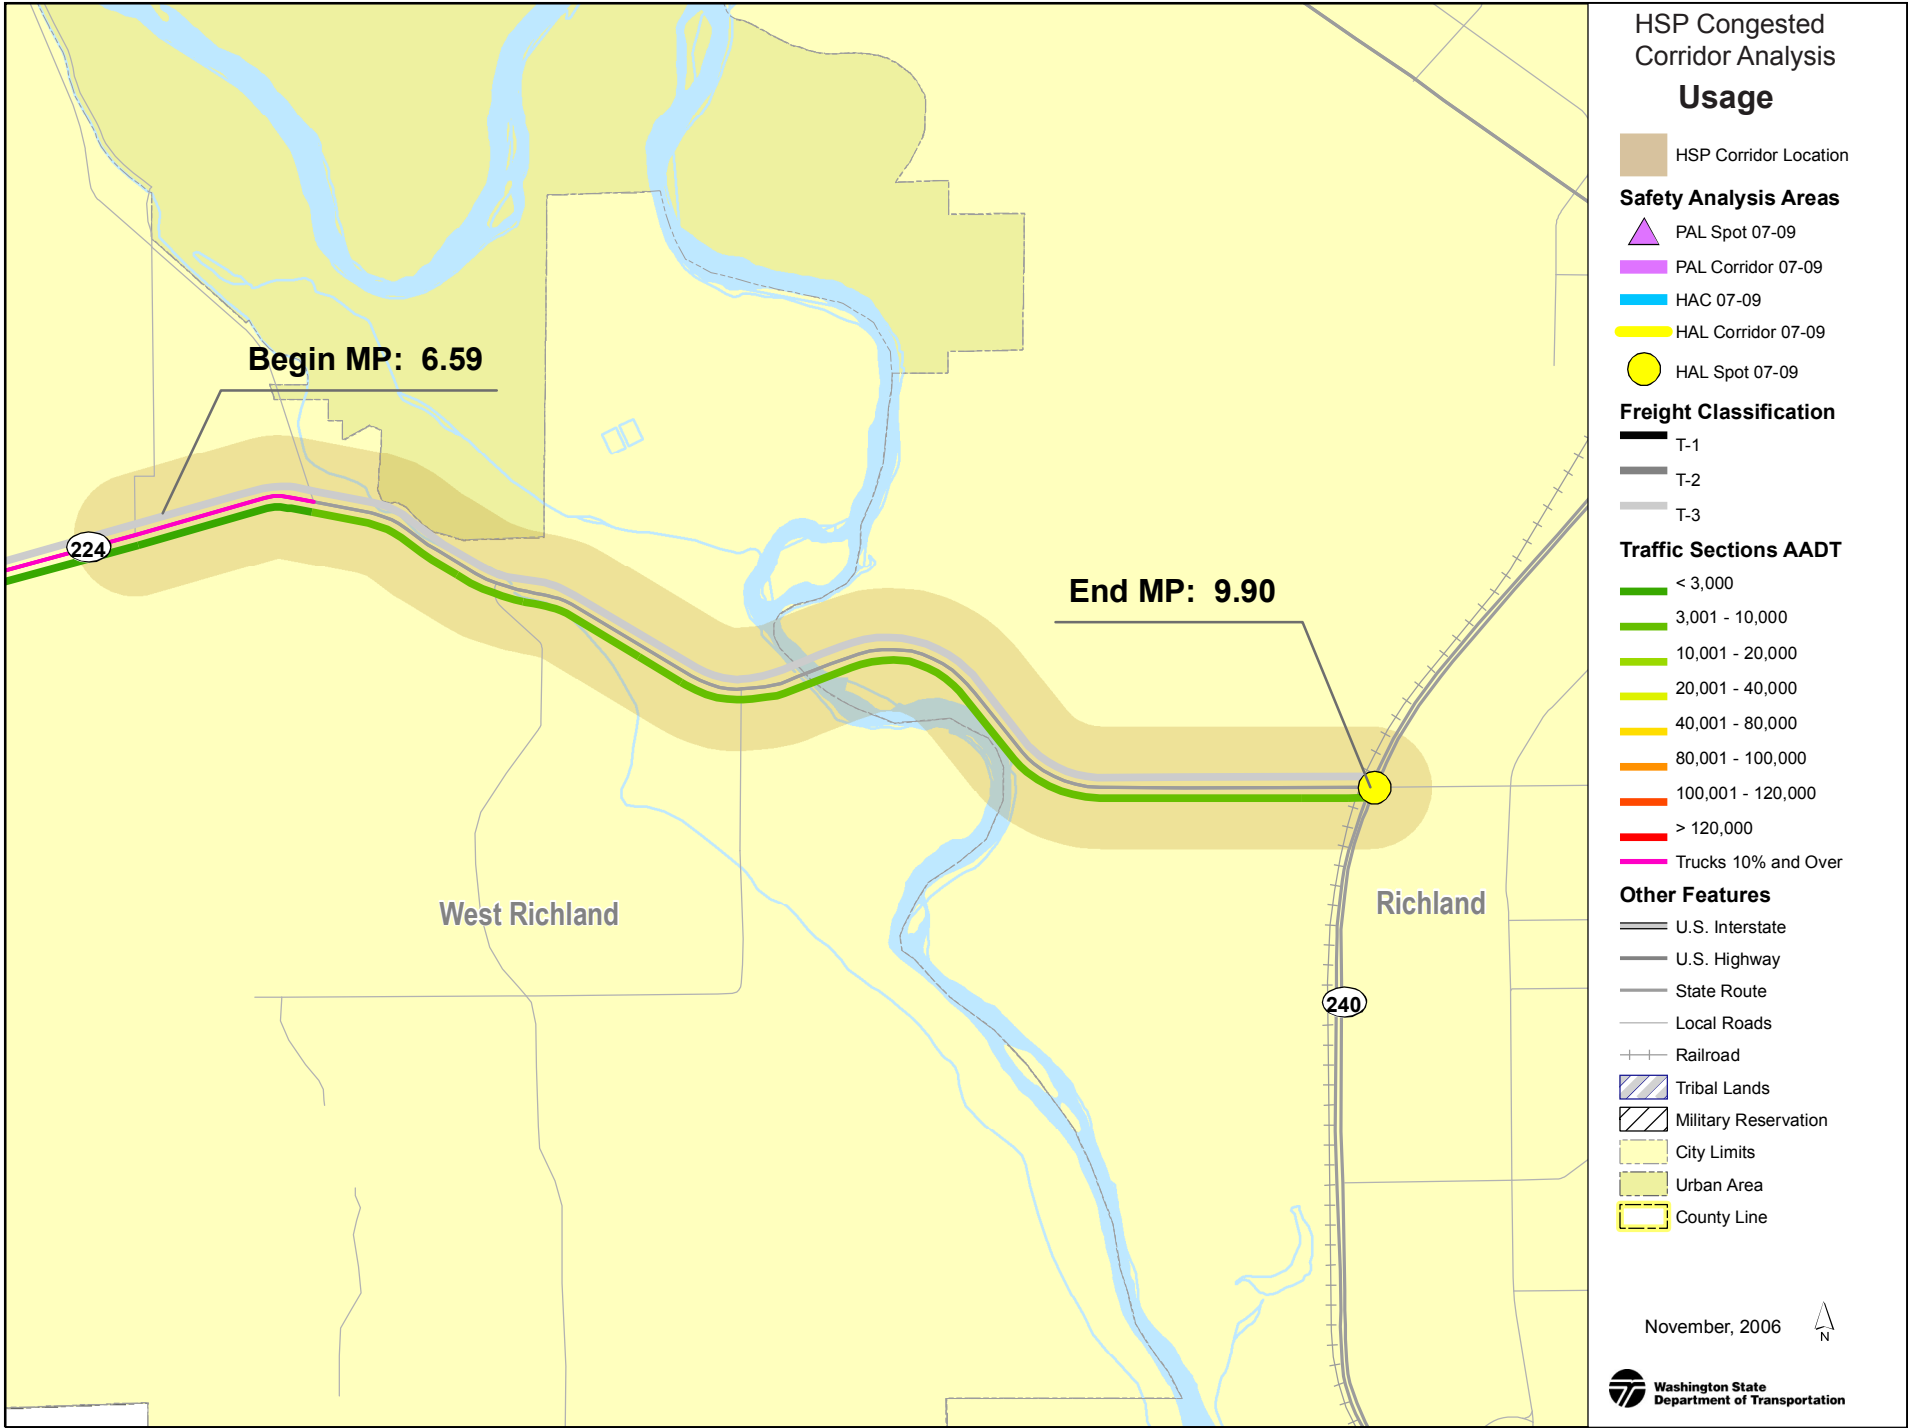 HSP Congested
Corridor Analysis
Usage
HSP Corridor Location
Safety Analysis Areas
PAL Spot 07-09
PAL Corridor 07-09
HAC 07-09
HAL Corridor 07-09
HAL Spot 07-09
Freight Classification
T-1
T-2
T-3
Traffic Sections AADT
< 3,000
3,001 - 10,000
10,001 - 20,000
20,001 - 40,000
40,001 - 80,000
80,001 - 100,000
100,001 - 120,000
> 120,000
Trucks 10% and Over
Other Features
U.S. Interstate
U.S. Highway
State Route
Local Roads
Railroad
Tribal Lands
Military Reservation
City Limits
Urban Area
County Line
November, 2006
N
Washington State
Department of Transportation
Begin MP: 6.59
224
End MP: 9.90
West Richland
Richland
240